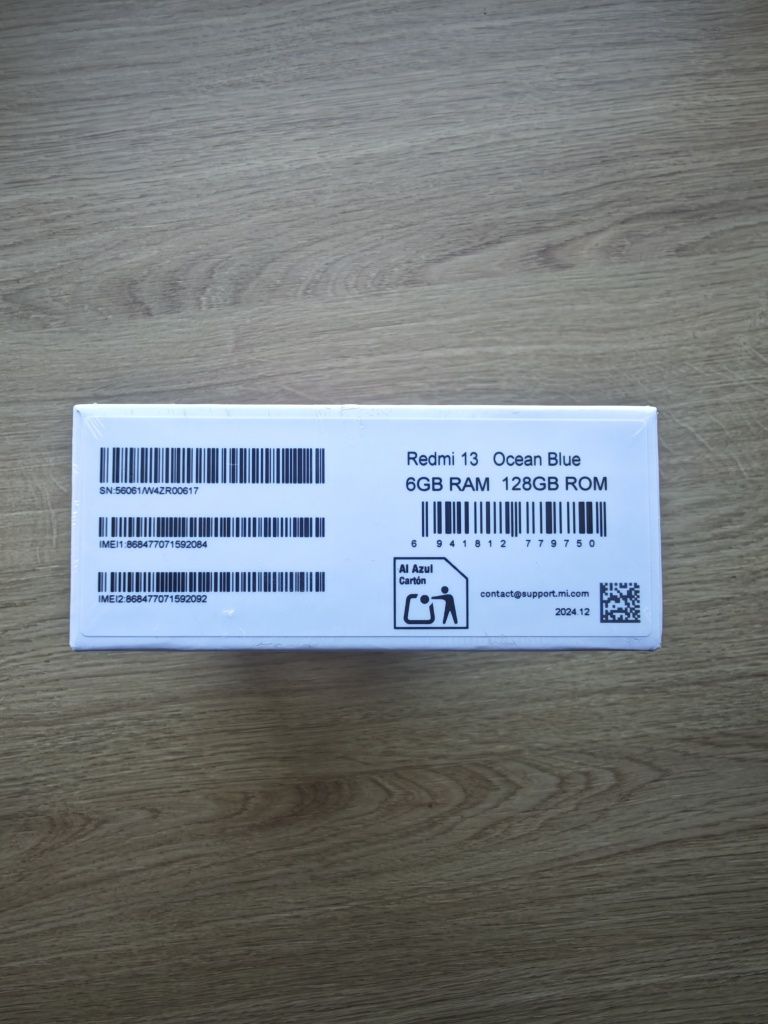 SN:56061/W4ZR00617
IMEI1:868477071592084
IMEI2:868477071592092
Redmi 13 Ocean Blue
6GB RAM 128GB ROM
6 941812 779750
Al Azul
Cartón
contact@support.mi.com
2024.12